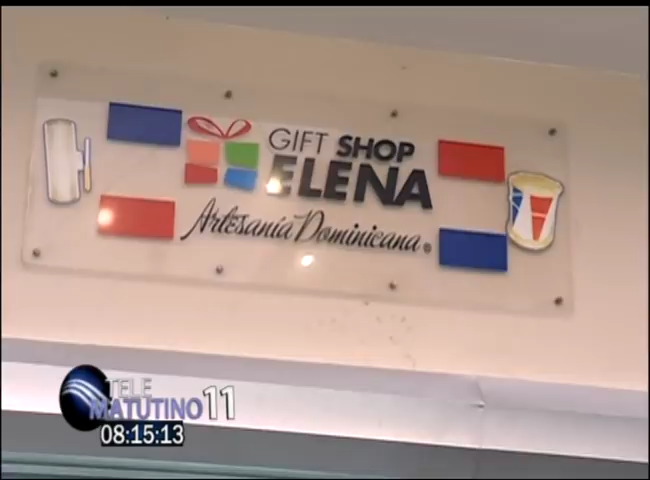 GIFT SHOP
ELENA
Artesanía Dominicana
TELE
MATUTINO 11
08:15:13